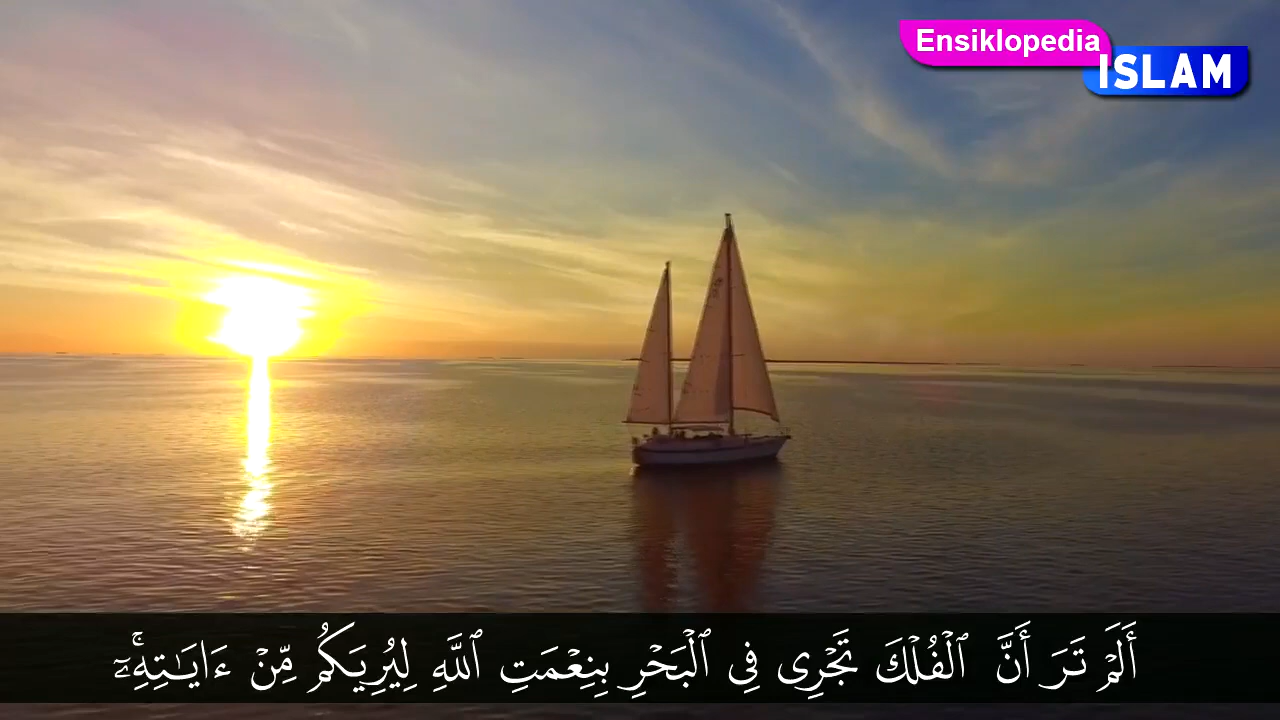 Ensiklopedia
ISLAM
أَلَمْ تَرَ أَنَّ ٱلْفُلْكَ تَجْرِى فِى ٱلْبَحْرِ بِنِعْمَتِ ٱللَّهِ لِيُرِيَكُم مِّنْ ءَايَـٰتِهِۦٓ ۚ